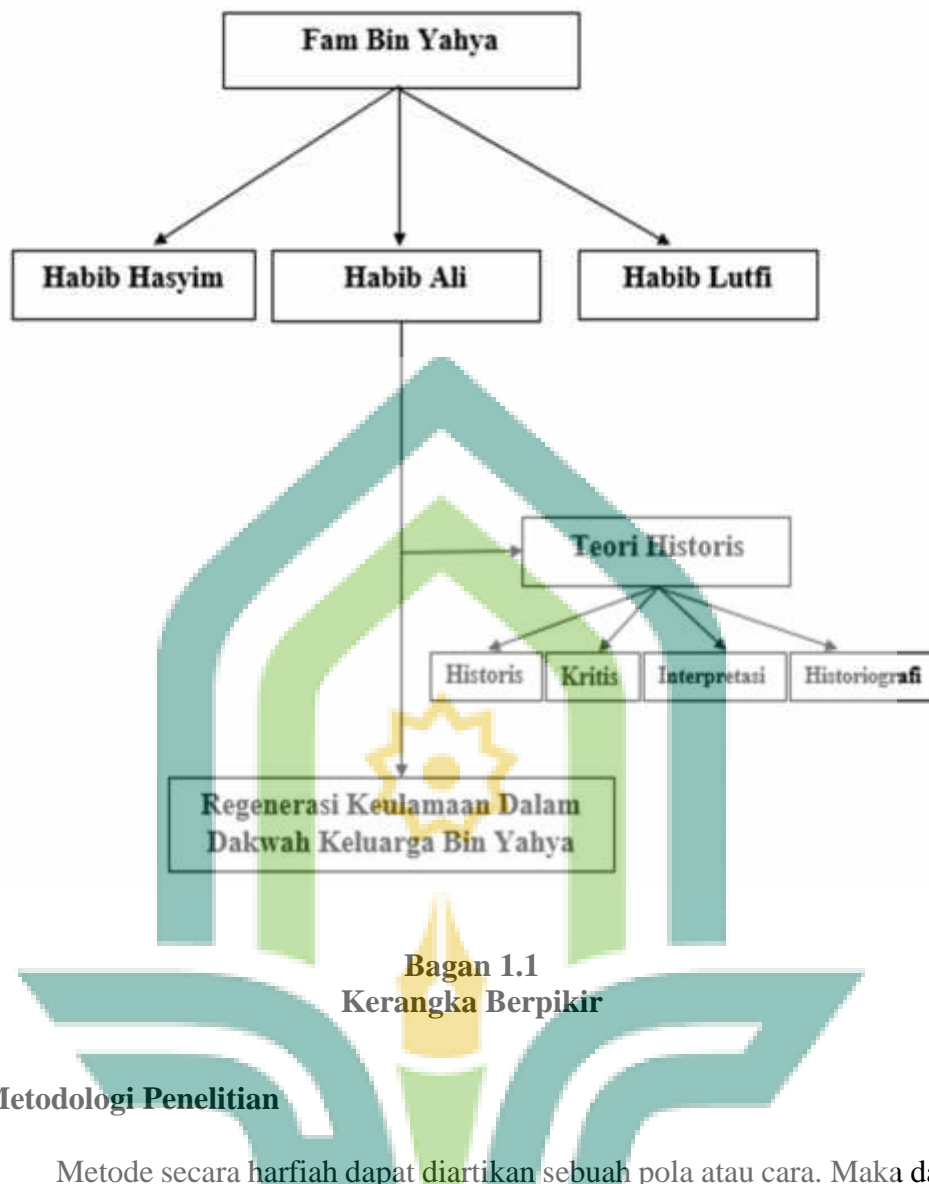 Fam Bin Yahya
Habib Hasyim
Habib Ali
Habib Lutfi
Teori Historis
Historis
Kritis
Interpretasi
Historiografi
Regenerasi Keulamaan Dalam
Dakwah Keluarga Bin Yahya
Bagan 1.1
Kerangka Berpikir
Metodologi Penelitian
Metode secara harfiah dapat diartikan sebuah pola atau cara. Maka da